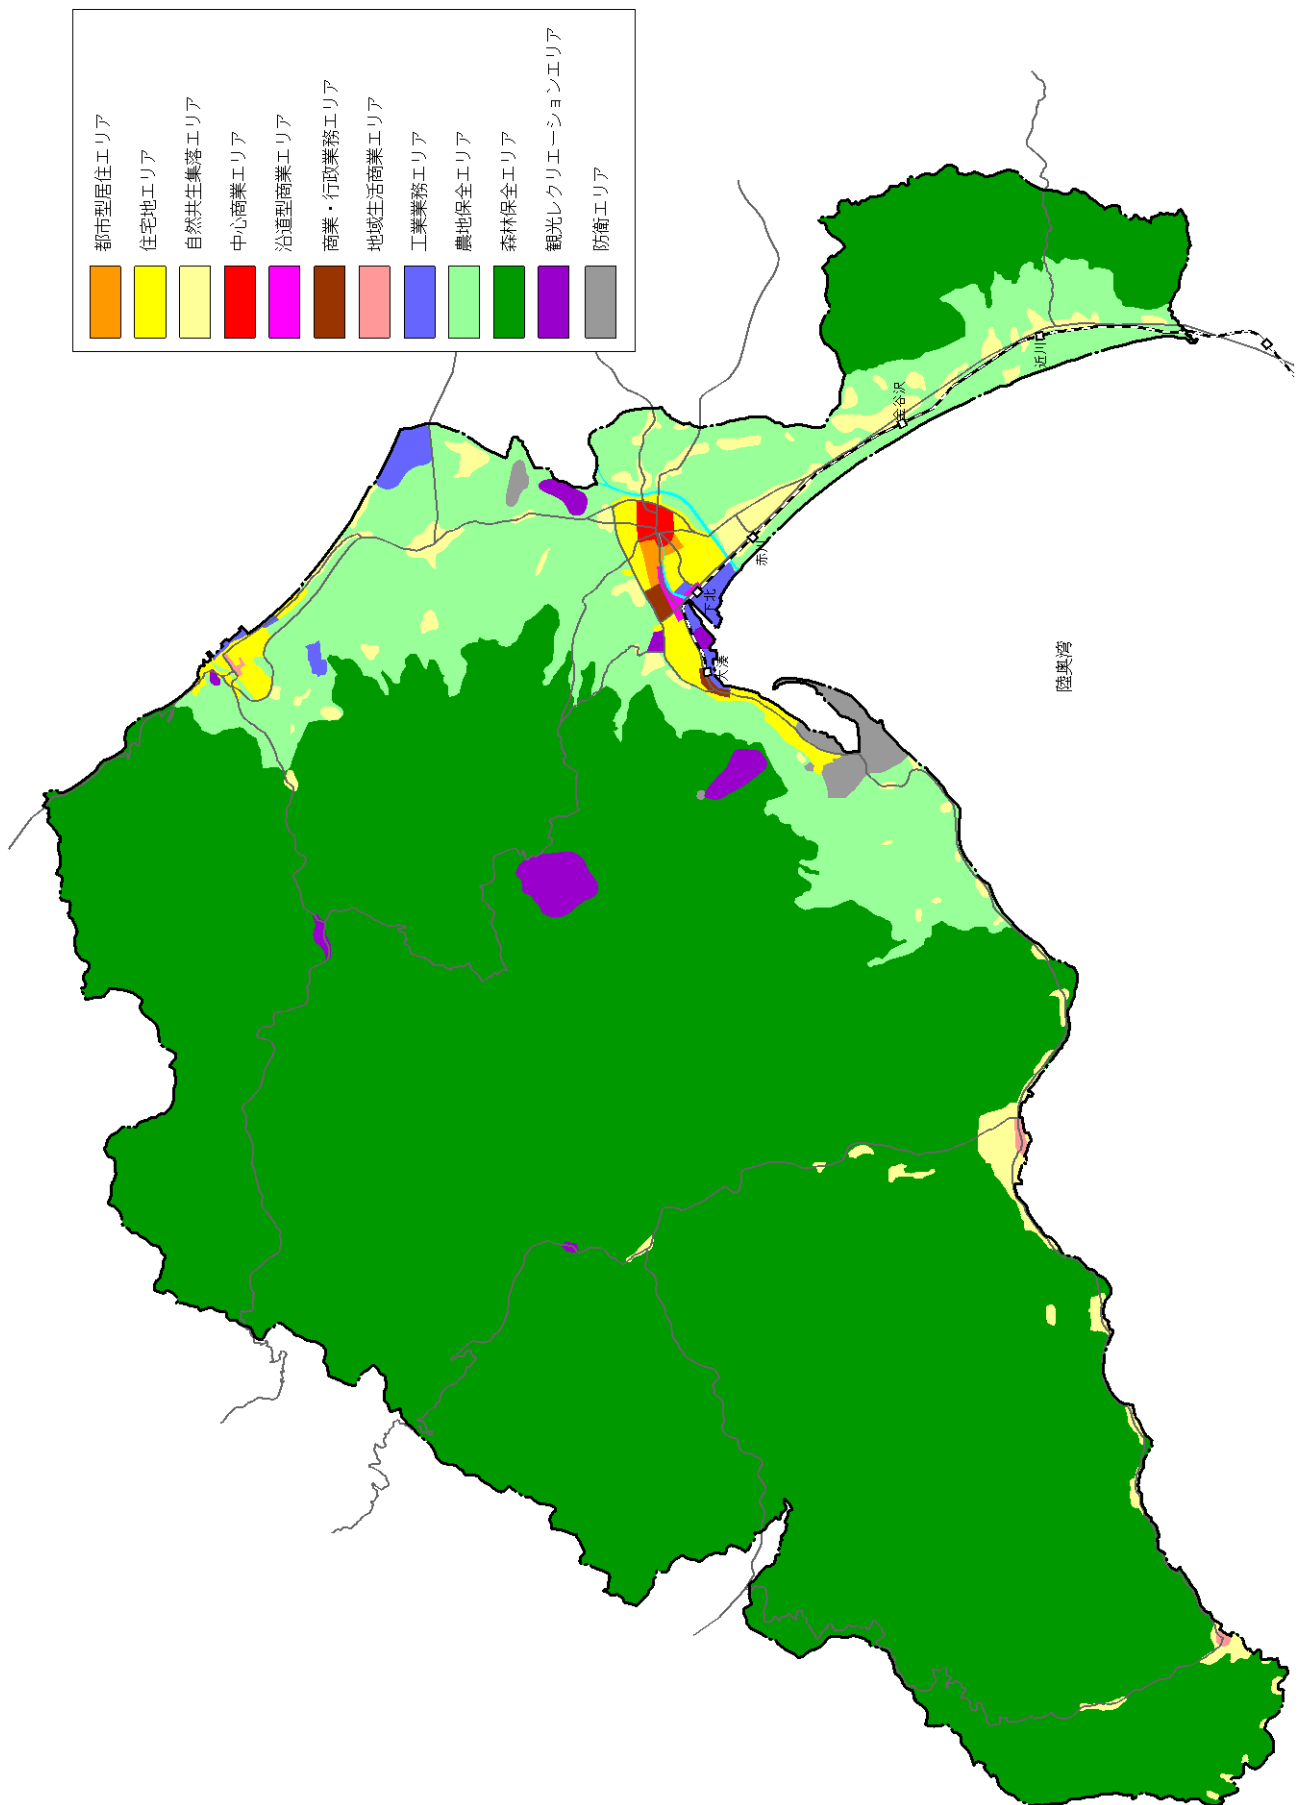 都市型居住エリア
住宅地エリア
自然共生集落エリア
中心商業エリア
沿道型商業エリア
商業・行政業務エリア
地域生活商業エリア
工業業務エリア
農地保全エリア
森林保全エリア
観光レクリエーションエリア
防衛エリア
近川
金谷沢
赤川
下北
大湊
陸奥湾